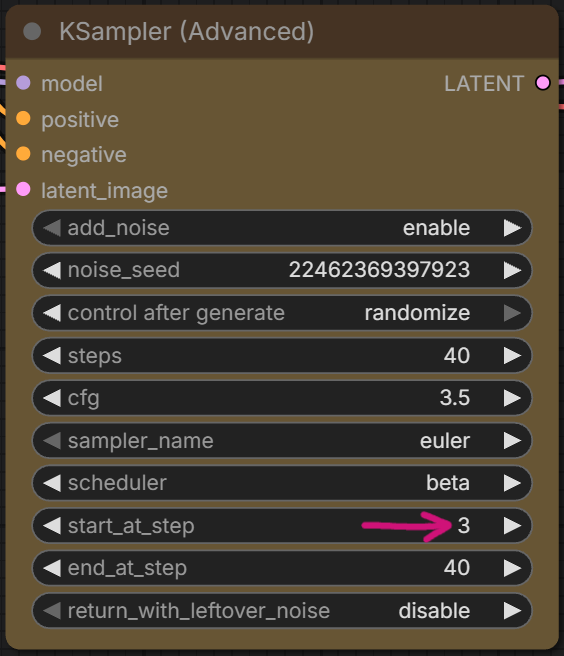 KSampler (Advanced)
model LATENT
positive
negative
latent_image
add_noise enable
noise_seed 22462369397923
control after generate randomize
steps 40
cfg 3.5
sampler_name euler
scheduler beta
start_at_step 3
end_at_step 40
return_with_leftover_noise disable